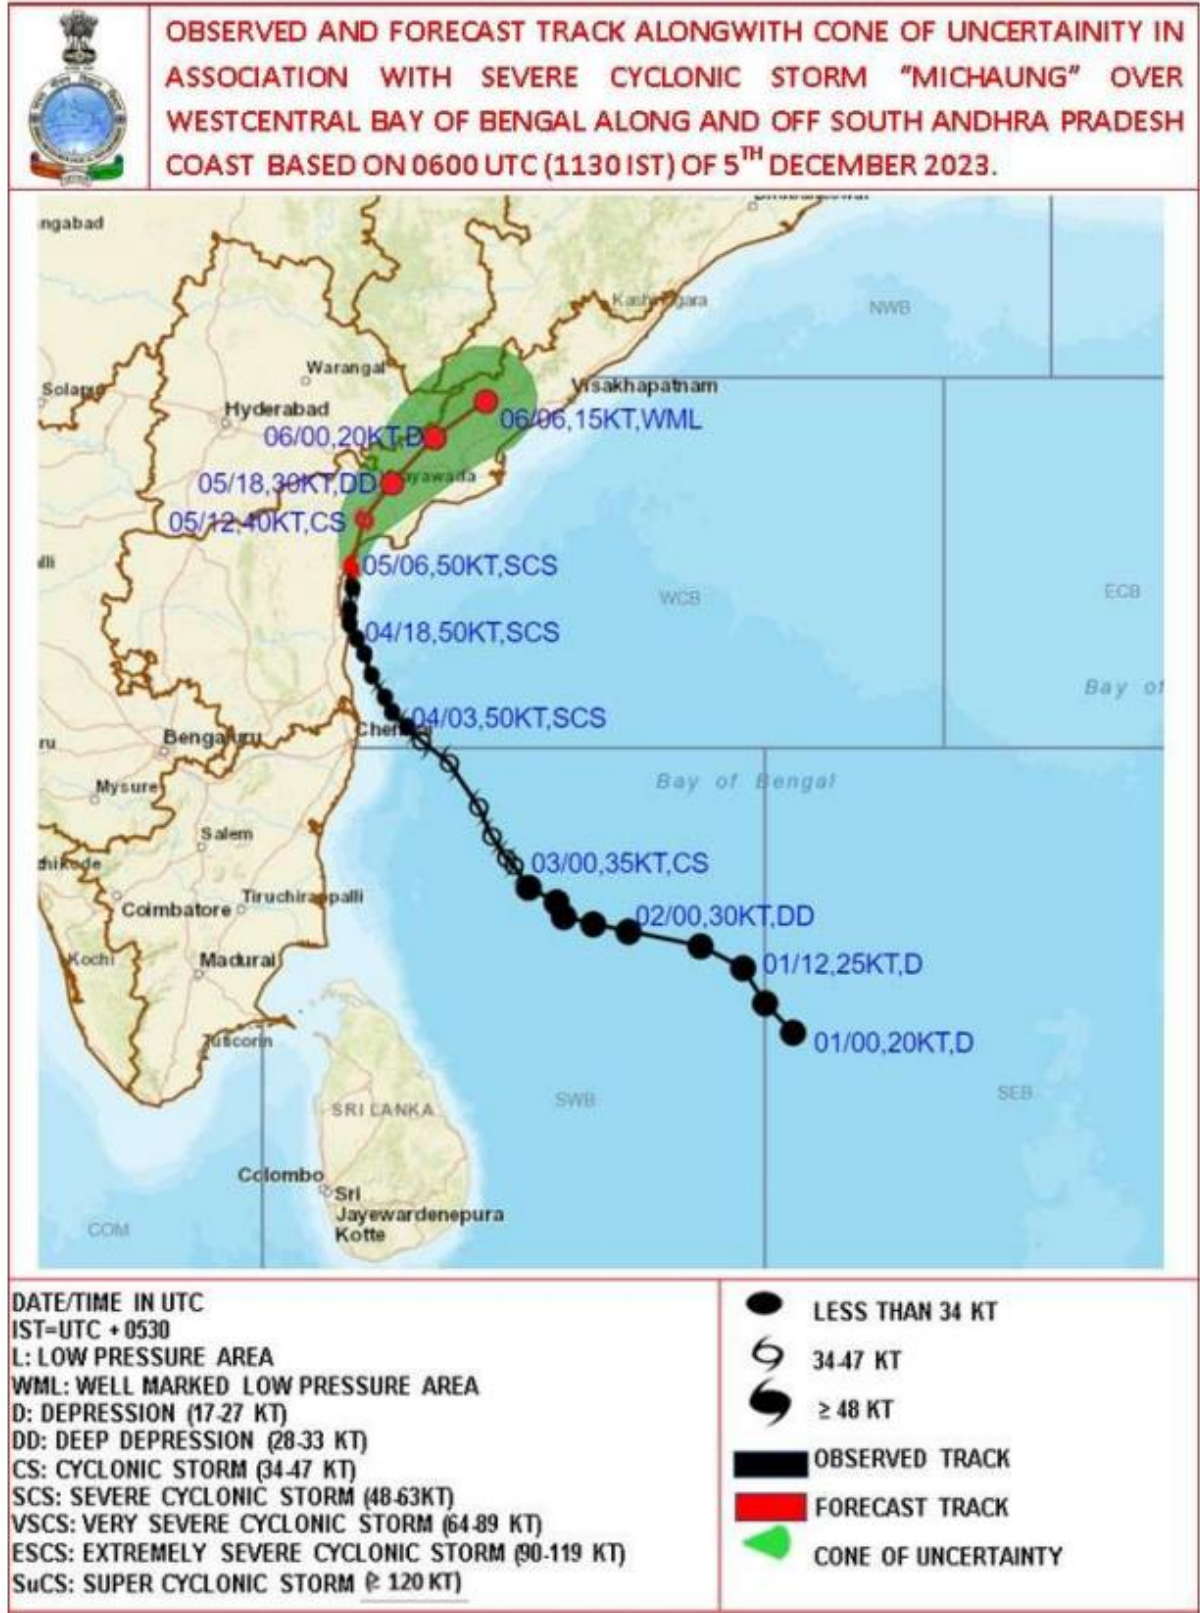 OBSERVED AND FORECAST TRACK ALONGWITH CONE OF UNCERTAINITY IN
ASSOCIATION WITH SEVERE CYCLONIC STORM "MICHAUNG" OVER
WESTCENTRAL BAY OF BENGAL ALONG AND OFF SOUTH ANDHRA PRADESH
COAST BASED ON 0600 UTC (1130 IST) OF 5TH DECEMBER 2023.
ngabad
NWB
Warangal
Solapu
Visakhapatnam
Hyderabad
06/06,15KT,WML
06/00,20KT,D
05/18,30KT,DD
yawada
05/12,40KT,CS
05/06,50KT,SCS
WCB
ECB
04/18,50KT,SCS
Bay of
04/03,50KT,SCS
Chennai
Bengaluru
ru
Bay of Bengal
Mysure
Salem
03/00,35KT,CS
hikode
Coimbatore
Tiruchirappalli
02/00,30KT,DD
Kochi
Madurai
01/12,25KT,D
Tuticorin
01/00,20KT,D
SRI LANKA
SWB
SEB
Colombo
Sri
Jayewardenepura
Kotte
COM
DATE/TIME IN UTC
IST=UTC + 0530
L: LOW PRESSURE AREA
WML: WELL MARKED LOW PRESSURE AREA
D: DEPRESSION (17-27 KT)
DD: DEEP DEPRESSION (28-33 KT)
CS: CYCLONIC STORM (34-47 KT)
SCS: SEVERE CYCLONIC STORM (48-63KT)
VSCS: VERY SEVERE CYCLONIC STORM (64-89 KT)
ESCS: EXTREMELY SEVERE CYCLONIC STORM (90-119 KT)
SuCS: SUPER CYCLONIC STORM (≥ 120 KT)
LESS THAN 34 KT
34-47 KT
≥ 48 KT
OBSERVED TRACK
FORECAST TRACK
CONE OF UNCERTAINTY